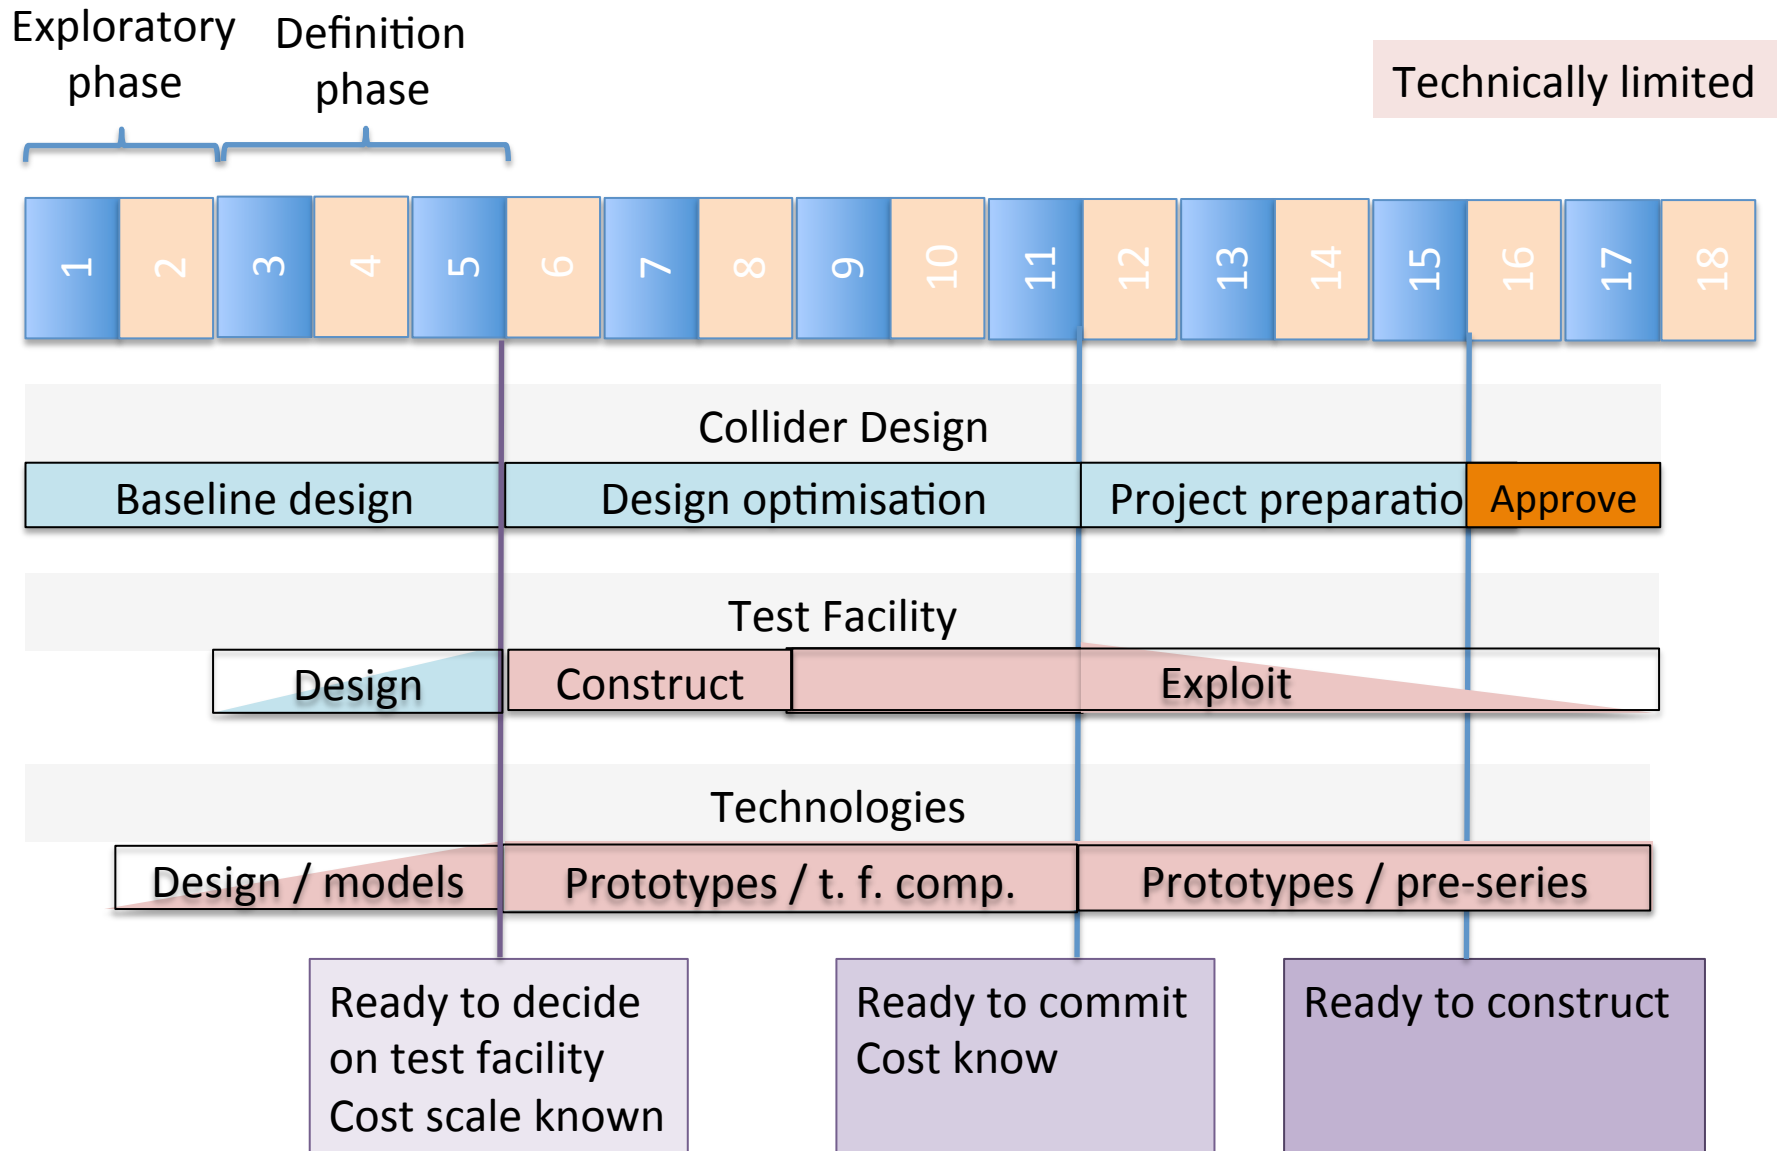 Exploratory
phase
Definition
phase
Technically limited
1 2 3 4 5 6 7 8 9 10 11 12 13 14 15 16 17 18
Collider Design
Baseline design Design optimisation Project preparatio Approve
Test Facility
Design Construct Exploit
Technologies
Design / models Prototypes / t. f. comp. Prototypes / pre-series
Ready to decide
on test facility
Cost scale known
Ready to commit
Cost know
Ready to construct